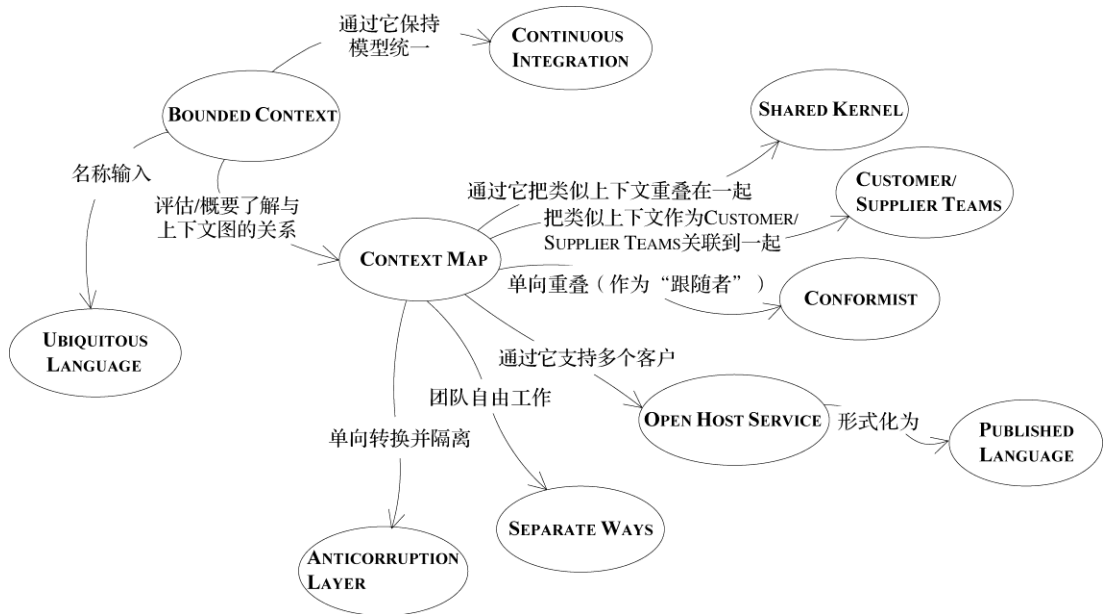 通过它保持
模型统一
CONTINUOUS
INTEGRATION
BOUNDED CONTEXT
SHARED KERNEL
名称输入
评估/概要了解与
上下文图的关系
通过它把类似上下文重叠在一起
把类似上下文作为CUSTOMER/
SUPPLIER TEAMS关联到一起
CUSTOMER/
SUPPLIER TEAMS
CONTEXT MAP
单向重叠（作为“跟随者”）
CONFORMIST
UBIQUITOUS
LANGUAGE
通过它支持多个客户
团队自由工作
单向转换并隔离
OPEN HOST SERVICE
形式化为
PUBLISHED
LANGUAGE
SEPARATE WAYS
ANTICORRUPTION
LAYER